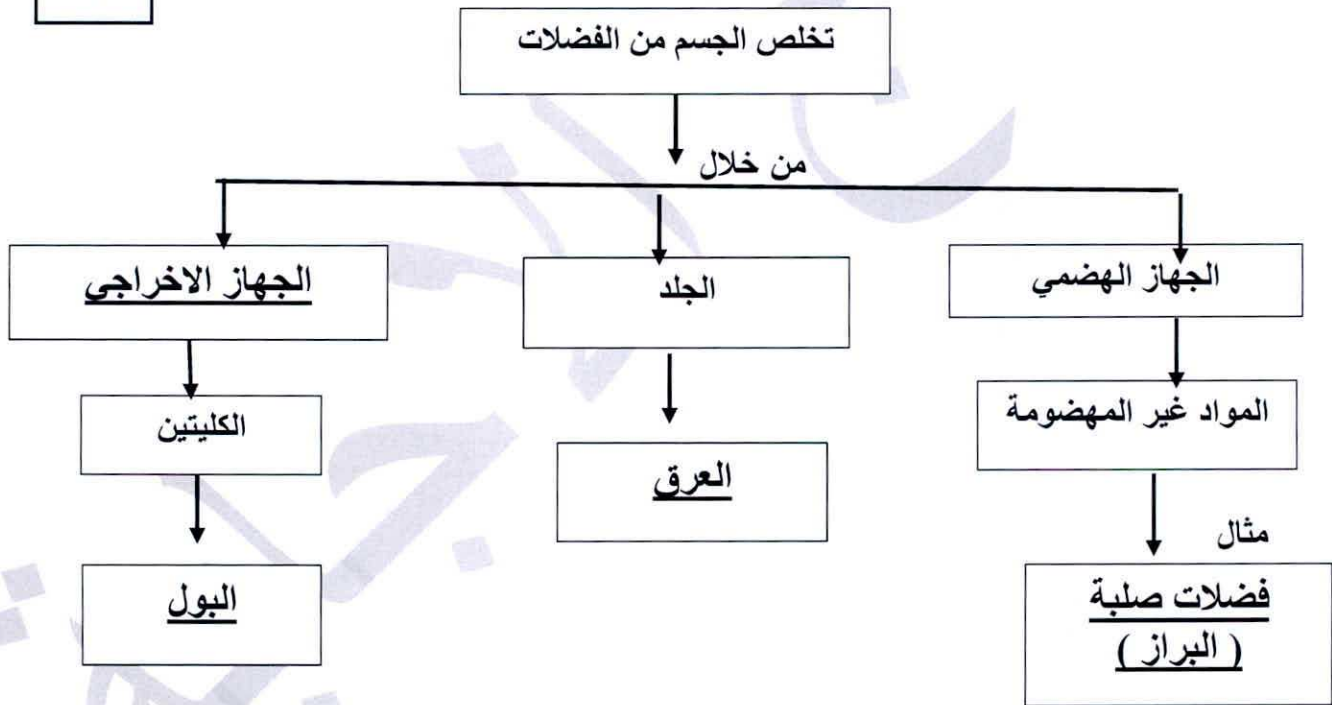 تخلص الجسم من الفضلات
من خلال
الجهاز الهضمي
الجلد
الجهاز الاخراجي
المواد غير المهضومة
الكليتين
العرق
مثال
فضلات صلبة
( البراز )
البول